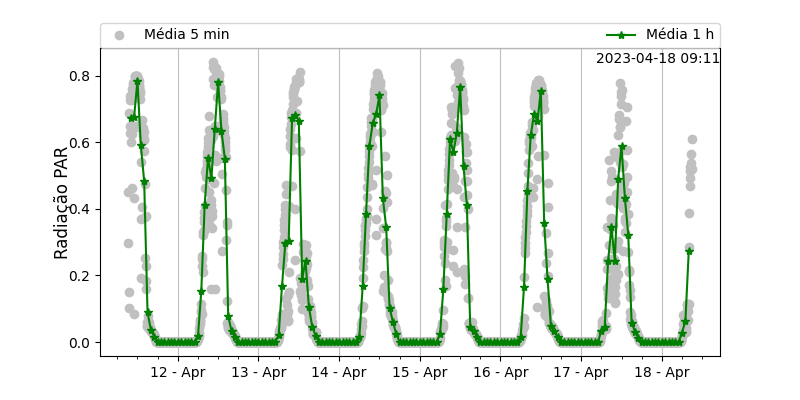 Média 5 min
Média 1 h
2023-04-18 09:11
Radiação PAR
0.8
0.6
0.4
0.2
0.0
12 - Apr
13 - Apr
14 - Apr
15 - Apr
16 - Apr
17 - Apr
18 - Apr